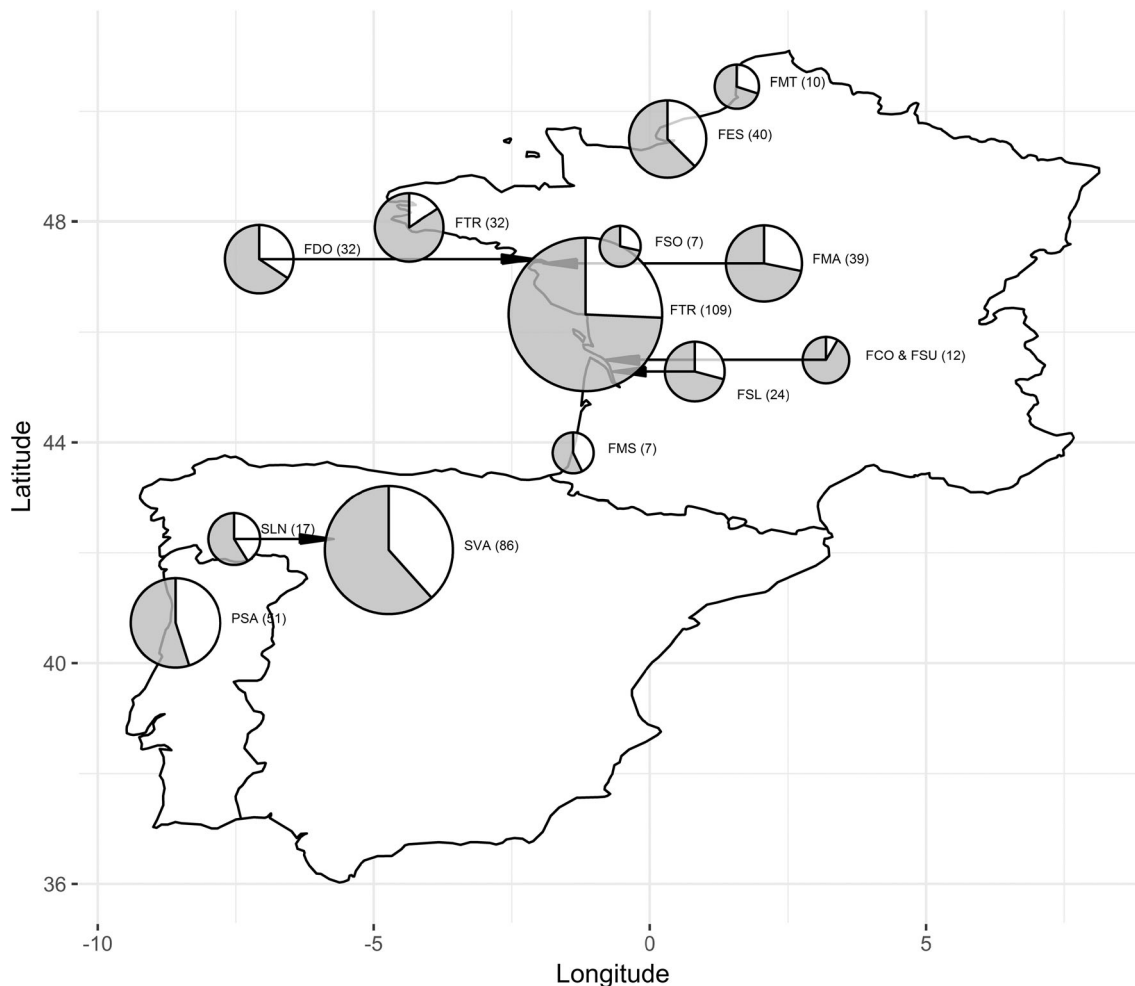 FMT (10)
FES (40)
48
FTR (32)
FDO (32)
FSO (7)
FMA (39)
FTR (109)
FCO & FSU (12)
FSL (24)
44
FMS (7)
Latitude
SLN (17)
SVA (86)
PSA (51)
40
36
-10
-5
0
5
Longitude